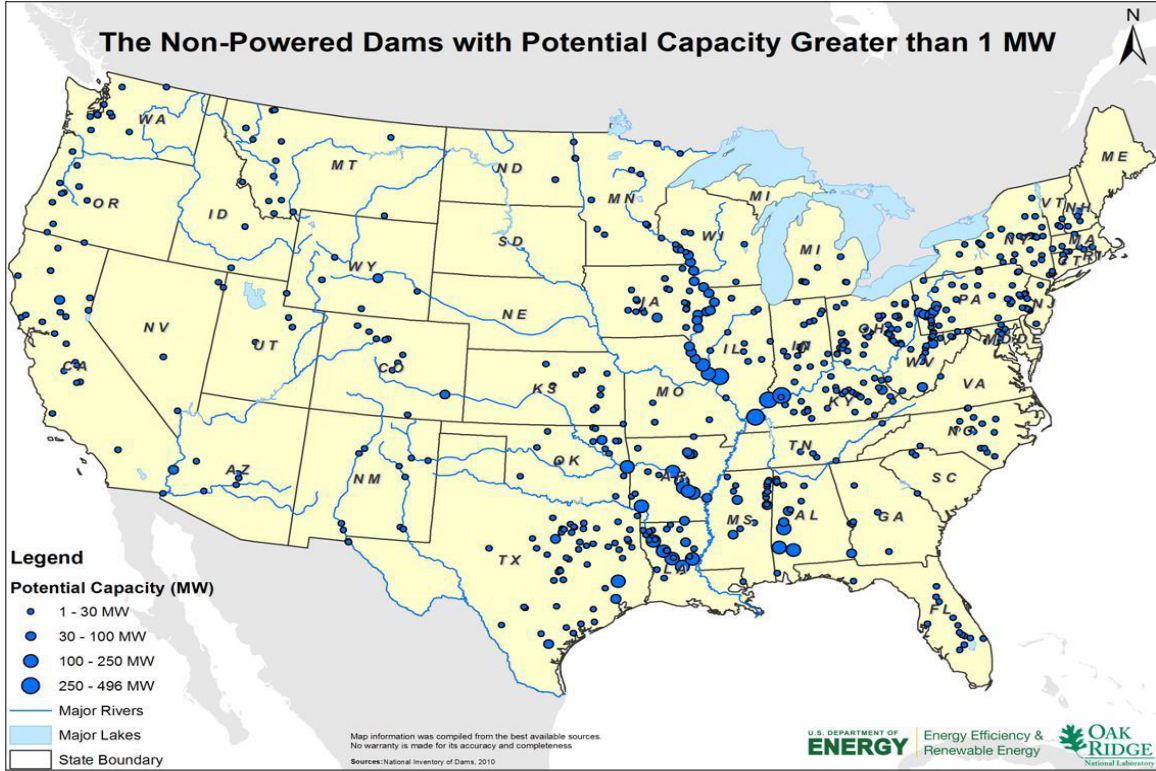 The Non-Powered Dams with Potential Capacity Greater than 1 MW
N
WA
MT
ND
MN
MI
ME
VT
NH
OR
ID
SD
WI
MI
NY
MA
CT
RI
WY
IA
PA
NJ
NE
OH
NV
UT
IL
IN
MD
DE
CA
CO
KS
MO
WV
VA
KY
AZ
NM
OK
AR
TN
NC
SC
TX
MS
AL
GA
LA
FL
Legend
Potential Capacity (MW)
1 - 30 MW
30 - 100 MW
100 - 250 MW
250 - 496 MW
Major Rivers
Major Lakes
State Boundary
Map information was compiled from the best available sources.
No warranty is made for its accuracy and completeness
Sources: National Inventory of Dams, 2010
U.S. DEPARTMENT OF
ENERGY
Energy Efficiency &
Renewable Energy
OAK
RIDGE
National Laboratory